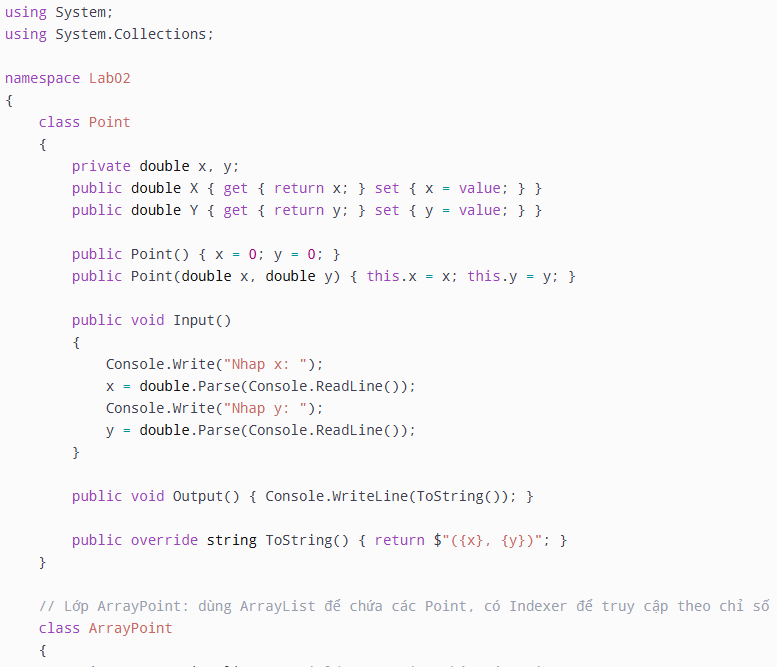 using System;
using System.Collections;

namespace Lab02
{
    class Point
    {
        private double x, y;
        public double X { get { return x; } set { x = value; } }
        public double Y { get { return y; } set { y = value; } }

        public Point() { x = 0; y = 0; }
        public Point(double x, double y) { this.x = x; this.y = y; }

        public void Input()
        {
            Console.Write("Nhap x: ");
            x = double.Parse(Console.ReadLine());
            Console.Write("Nhap y: ");
            y = double.Parse(Console.ReadLine());
        }

        public void Output() { Console.WriteLine(ToString()); }

        public override string ToString() { return $"({x}, {y})"; }
    }

    // Lớp ArrayPoint: dùng ArrayList để chứa các Point, có Indexer để truy cập theo chỉ số
    class ArrayPoint
    {